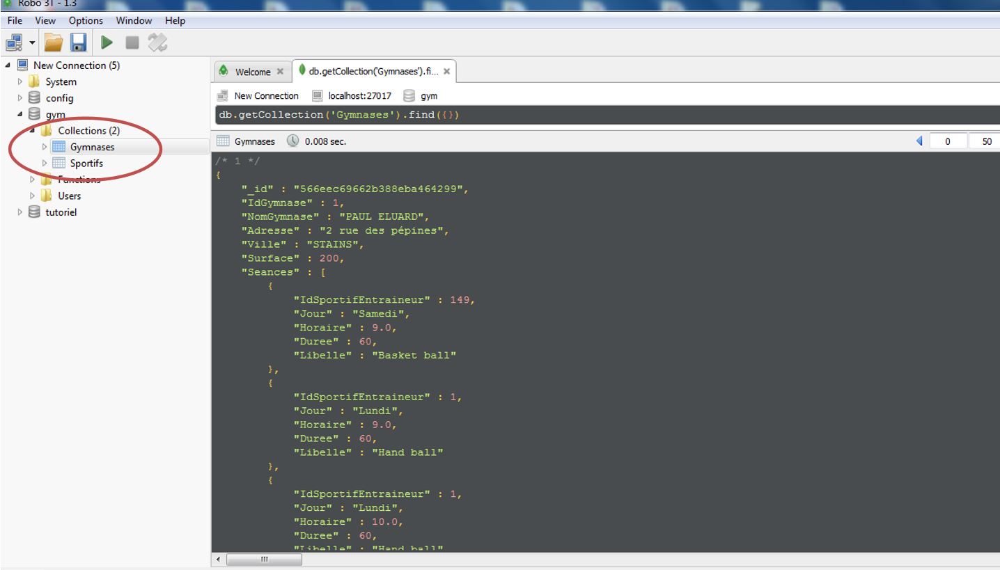 Robo 3T - 1.3
File View Options Window Help
New Connection (5)
System
config
gym
Collections (2)
Gymnases
Sportifs
Functions
Users
tutoriel
Welcome
db.getCollection('Gymnases').fi...
New Connection localhost:27017 gym
db.getCollection('Gymnases').find({})
Gymnases 0.008 sec. 0 50
/* 1 */
{
"_id" : "566eec69662b388eba464299",
"IdGymnase" : 1,
"NomGymnase" : "PAUL ELUARD",
"Adresse" : "2 rue des pépines",
"Ville" : "STAINS",
"Surface" : 200,
"Seances" : [
{
"IdSportifEntraineur" : 149,
"Jour" : "Samedi",
"Horaire" : 9.0,
"Duree" : 60,
"Libelle" : "Basket ball"
},
{
"IdSportifEntraineur" : 1,
"Jour" : "Lundi",
"Horaire" : 9.0,
"Duree" : 60,
"Libelle" : "Hand ball"
},
{
"IdSportifEntraineur" : 1,
"Jour" : "Lundi",
"Horaire" : 10.0,
"Duree" : 60,
"Libelle" : "Hand ball"